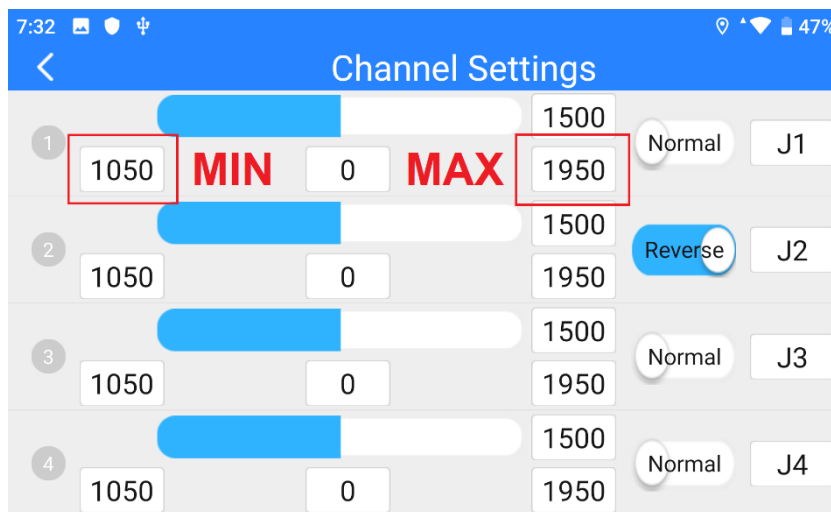 7:32 47%
Channel Settings
1500
1 Normal J1
1050 MIN 0 MAX 1950
1500
2 Reverse J2
1050 0 1950
1500
3 Normal J3
1050 0 1950
1500
4 Normal J4
1050 0 1950